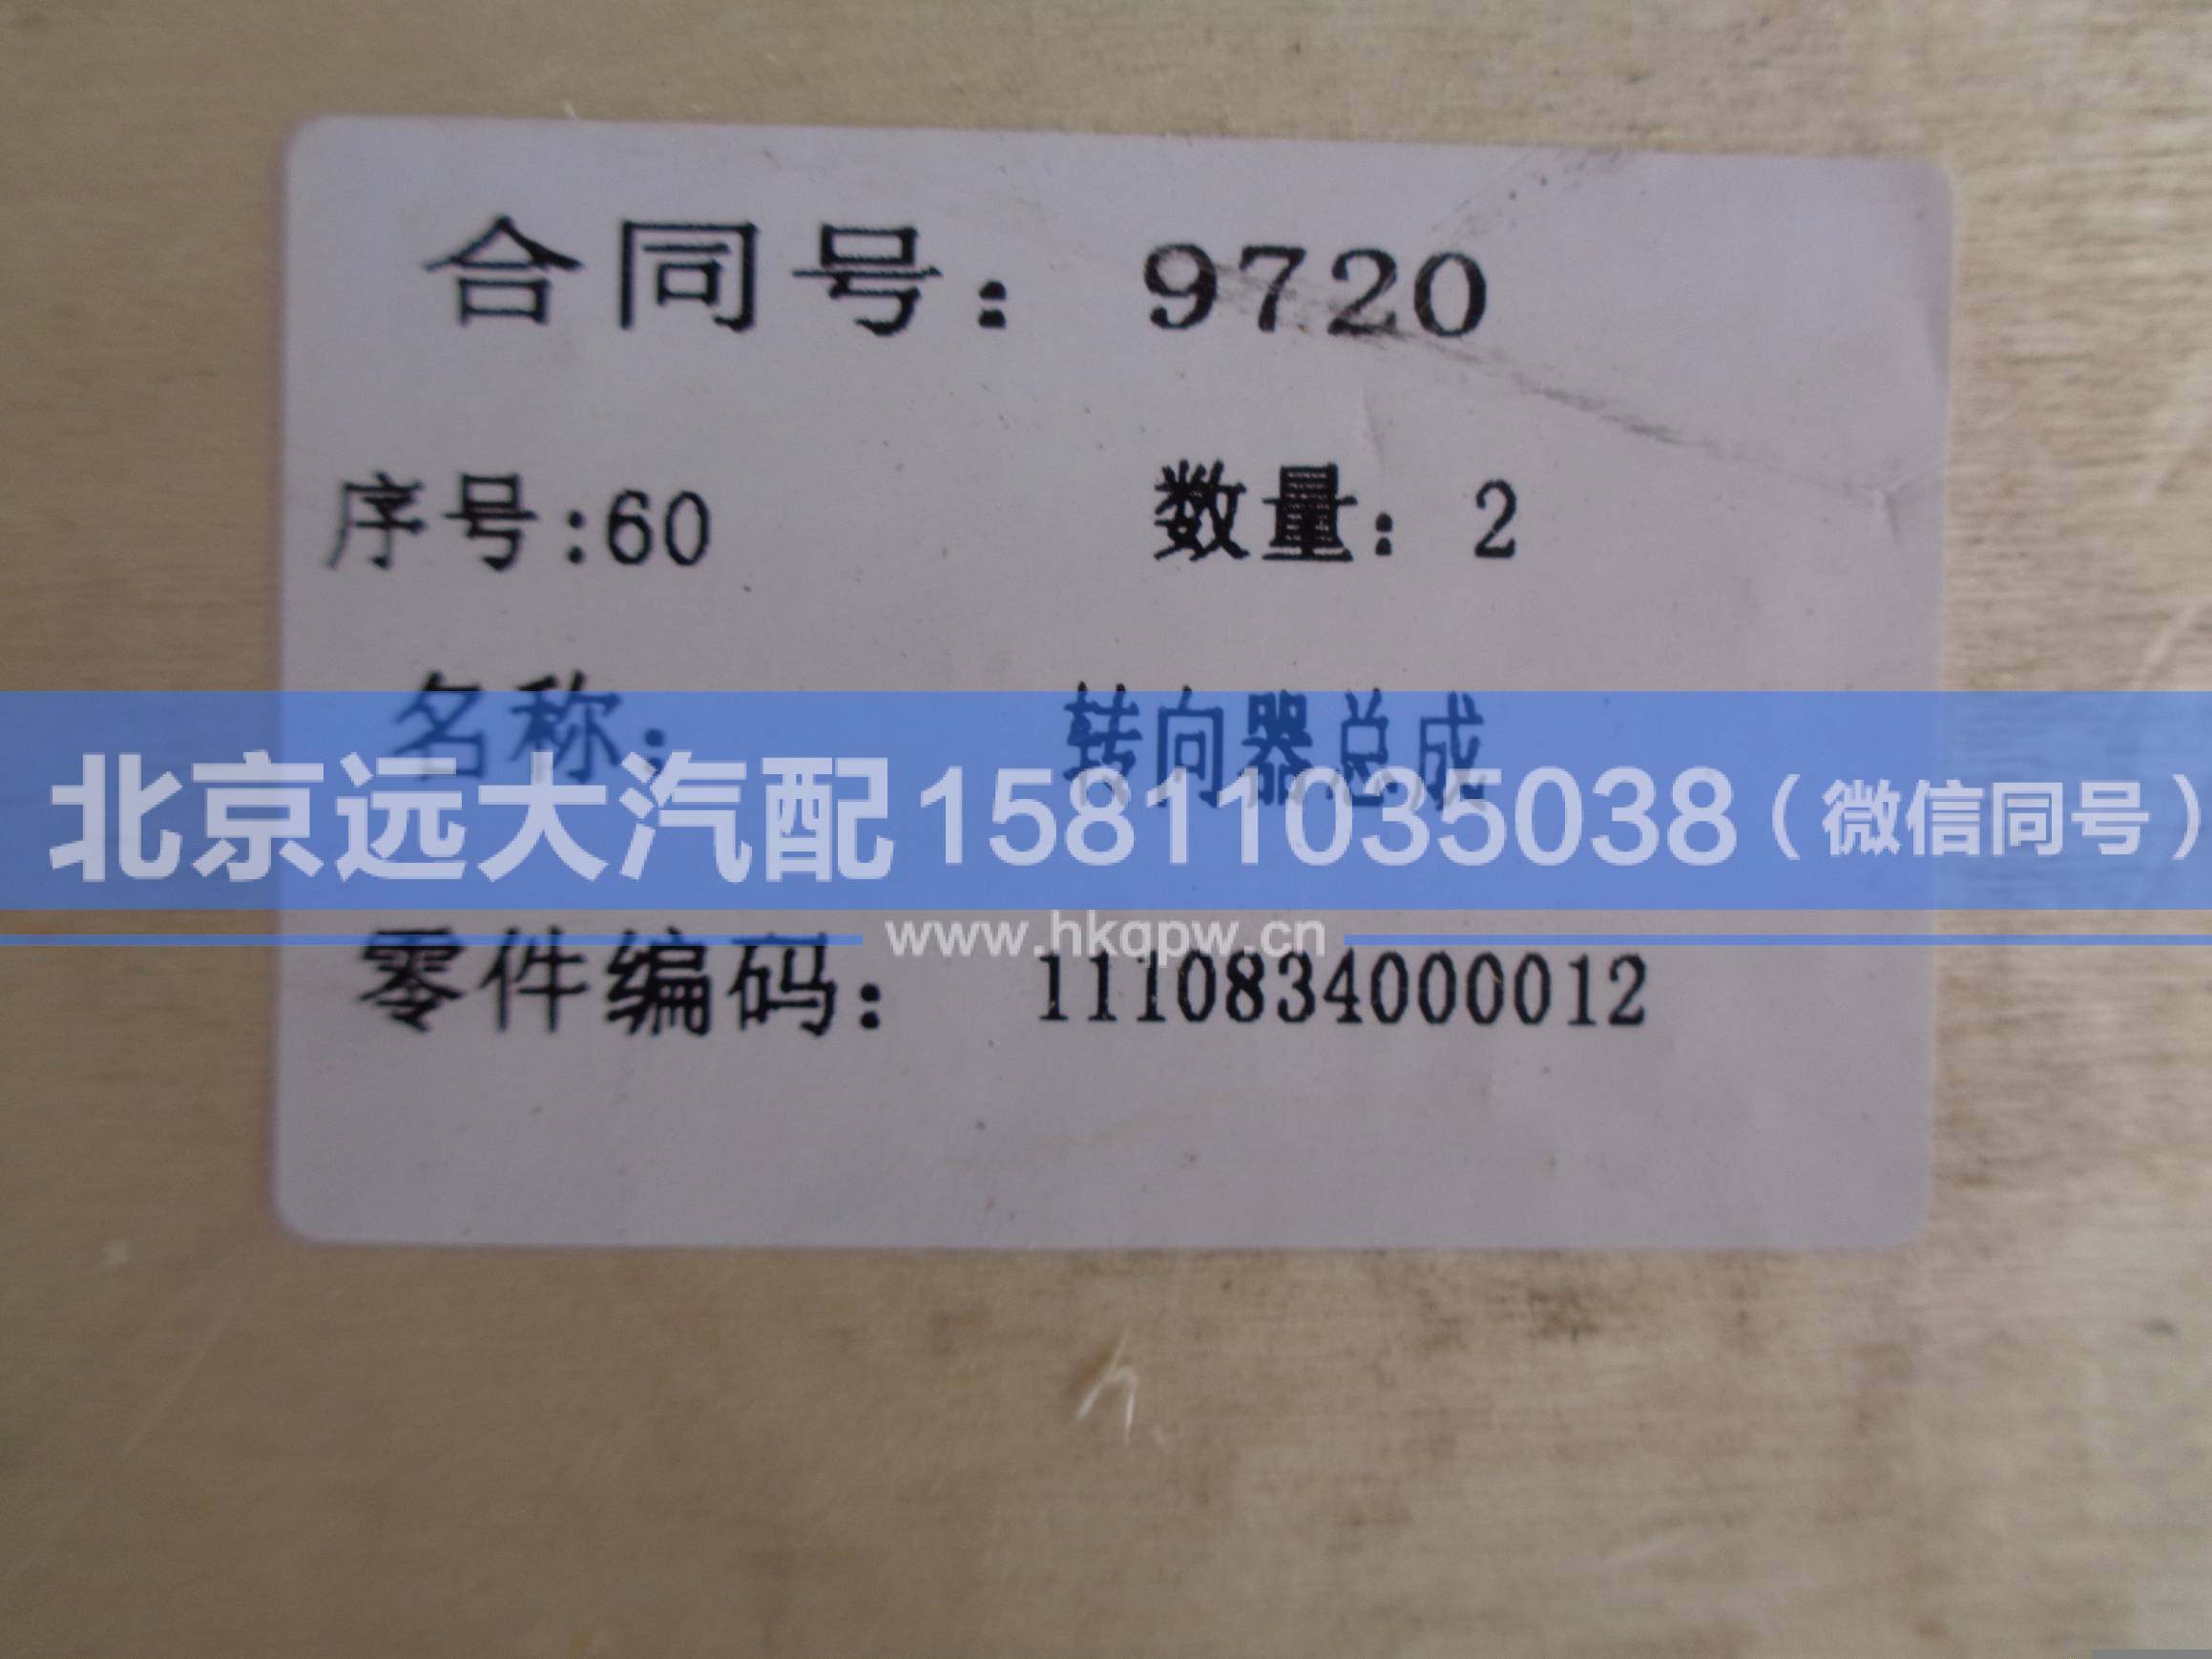 合同号: 9720
序号:60 数量: 2
名称: 转向器总成
北京远大汽配15811035038(微信同号)
www.hkqpw.cn
零件编码: 1110834000012